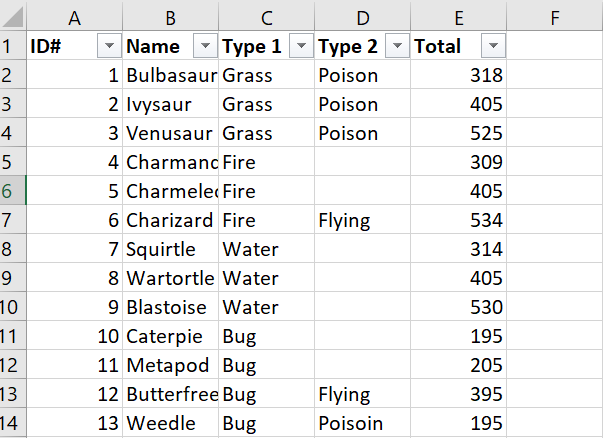 A B C D E F
1 ID# Name Type 1 Type 2 Total
2 1 Bulbasaur Grass Poison 318
3 2 Ivysaur Grass Poison 405
4 3 Venusaur Grass Poison 525
5 4 Charmand Fire 309
6 5 Charmelec Fire 405
7 6 Charizard Fire Flying 534
8 7 Squirtle Water 314
9 8 Wartortle Water 405
10 9 Blastoise Water 530
11 10 Caterpie Bug 195
12 11 Metapod Bug 205
13 12 Butterfree Bug Flying 395
14 13 Weedle Bug Poisoin 195